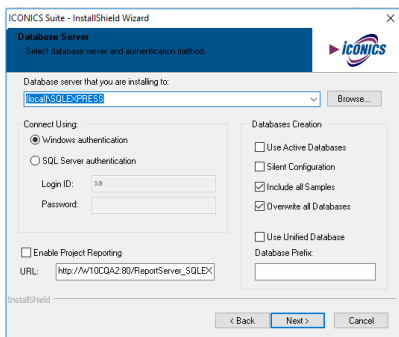 ICONICS Suite - InstallShield Wizard
Database Server
Select database server and authentication method.
ICONICS
Database server that you are installing to:
(local)\SQLEXPRESS
Browse...
Connect Using:
Windows authentication
SQL Server authentication
Login ID: sa
Password:
Databases Creation
Use Active Databases
Silent Configuration
Include all Samples
Overwrite all Databases
Use Unified Database
Database Prefix:
Enable Project Reporting
URL: http://W10CQA2:80/ReportServer_SQLEX
InstallShield
< Back
Next >
Cancel